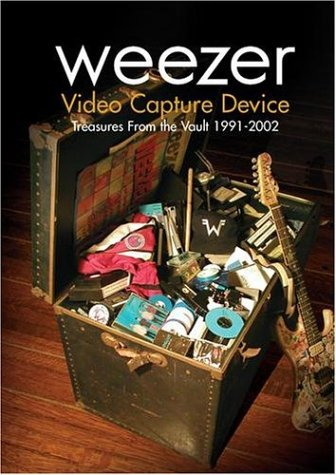 weezer
Video Capture Device
Treasures From the Vault 1991-2002